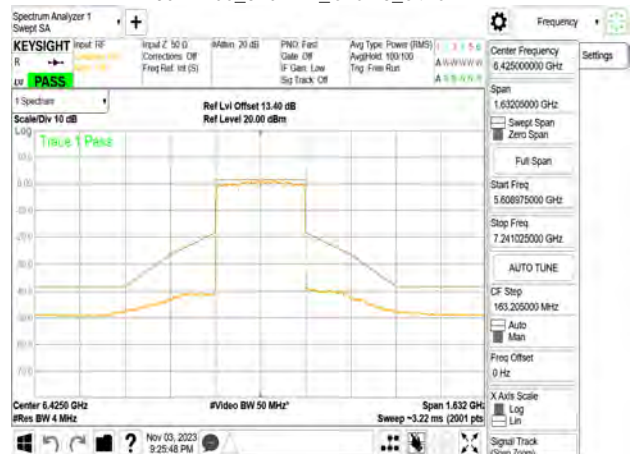 Spectrum Analyzer 1
Swept SA
Frequency
KEYSIGHT Input: RF
R
PASS
Input Z: 50 Ω
Corrections: Off
Freq Ref: Int (S)
#Atten: 20 dB
PNO: Fast
Gate: Off
IF Gain: Low
Sig Track: Off
Avg Type: Power (RMS)
Avg|Hold: 100/100
Trig: Free Run
Center Frequency
6.425000000 GHz
Settings
Span
1.63205000 GHz
Swept Span
Zero Span
Full Span
Start Freq
5.608975000 GHz
Stop Freq
7.241025000 GHz
AUTO TUNE
CF Step
163.205000 MHz
Auto
Man
Freq Offset
0 Hz
X Axis Scale
Log
Lin
Signal Track
(Span Zoom)
1 Spectrum
Scale/Div 10 dB
Ref Lvl Offset 13.40 dB
Ref Level 20.00 dBm
Log
Trace 1 Pass
Center 6.4250 GHz
#Res BW 4 MHz
#Video BW 50 MHz*
Span 1.632 GHz
Sweep ~3.22 ms (2001 pts
Nov 03, 2023
9:25:48 PM